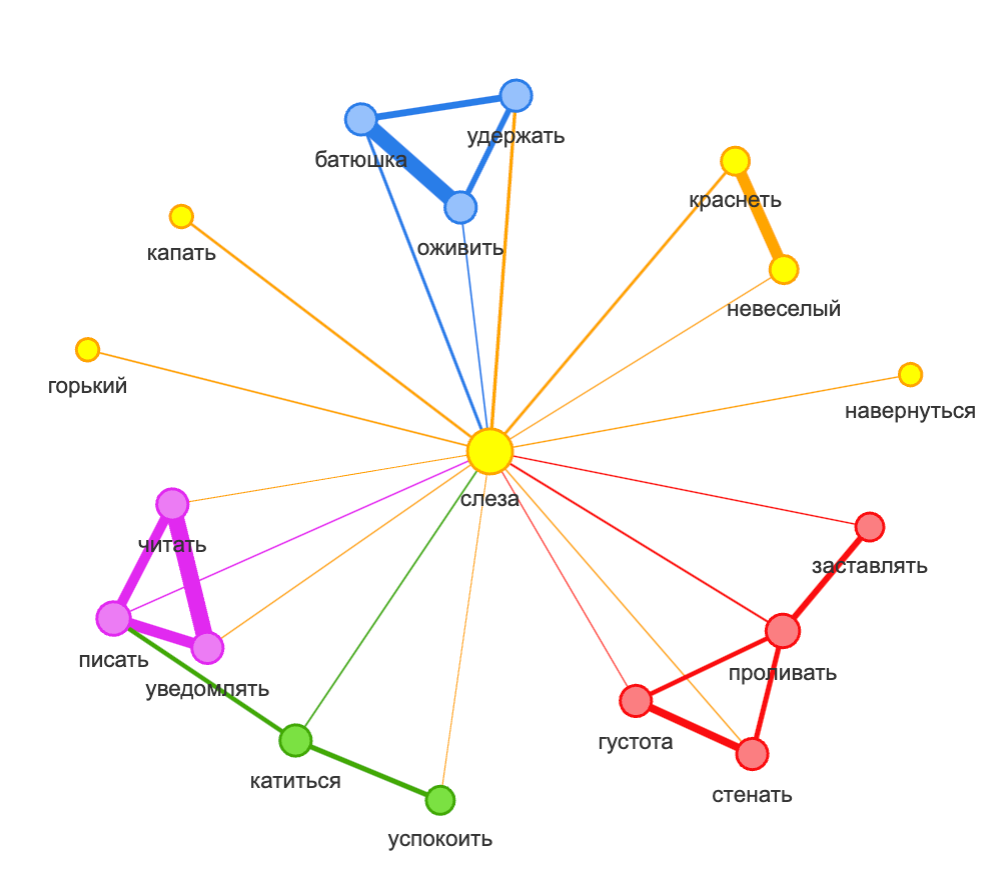 удержать
батюшка
краснеть
капать
оживить
невеселый
горький
навернуться
слеза
читать
заставлять
писать
проливать
уведомлять
густота
катиться
стенать
успокоить